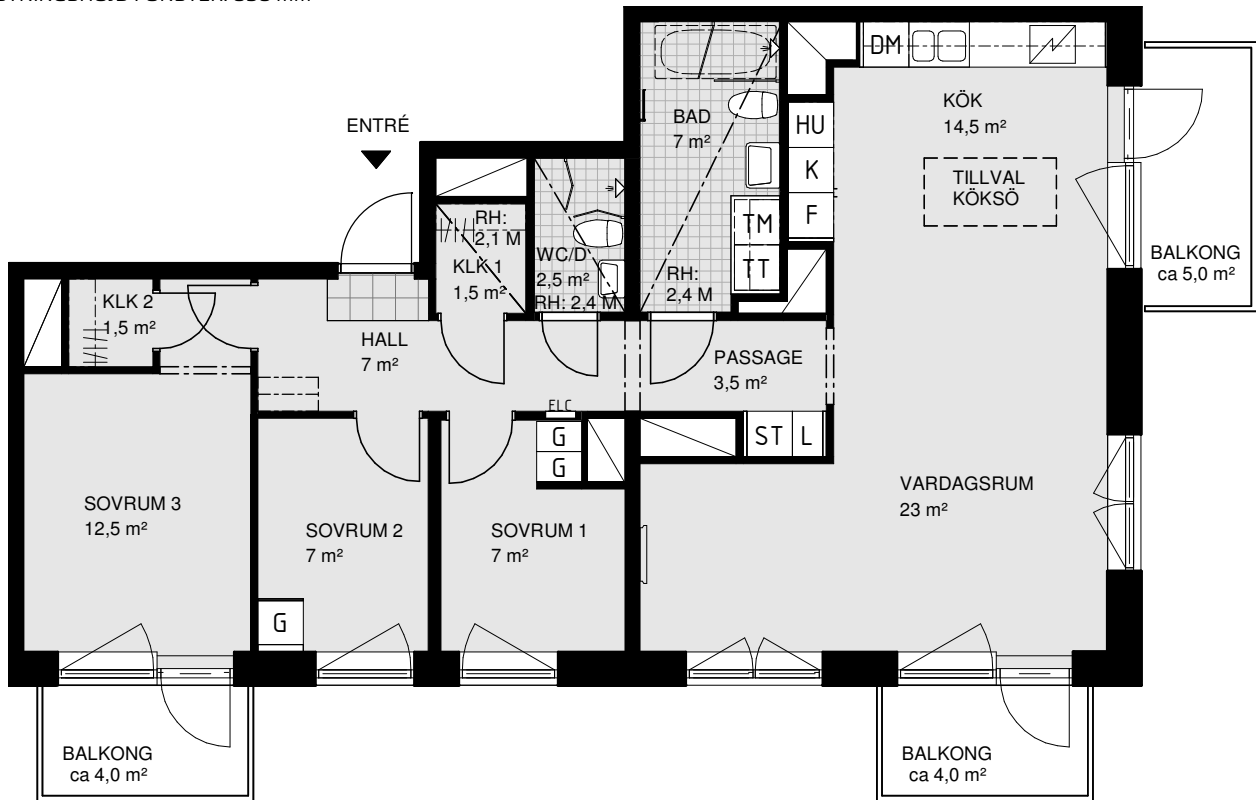 ENTRÉ
BAD
7 m²
DM
KÖK
14,5 m²
HU
K
F
TILLVAL
KÖKSÖ
BALKONG
ca 5,0 m²
RH:
2,1 M
KLK 1
1,5 m²
WC/D
2,5 m²
RH: 2,4 M
TM
TT
RH:
2,4 M
KLK 2
1,5 m²
HALL
7 m²
PASSAGE
3,5 m²
ELC
G
G
ST
L
SOVRUM 3
12,5 m²
SOVRUM 2
7 m²
SOVRUM 1
7 m²
VARDAGSRUM
23 m²
G
BALKONG
ca 4,0 m²
BALKONG
ca 4,0 m²